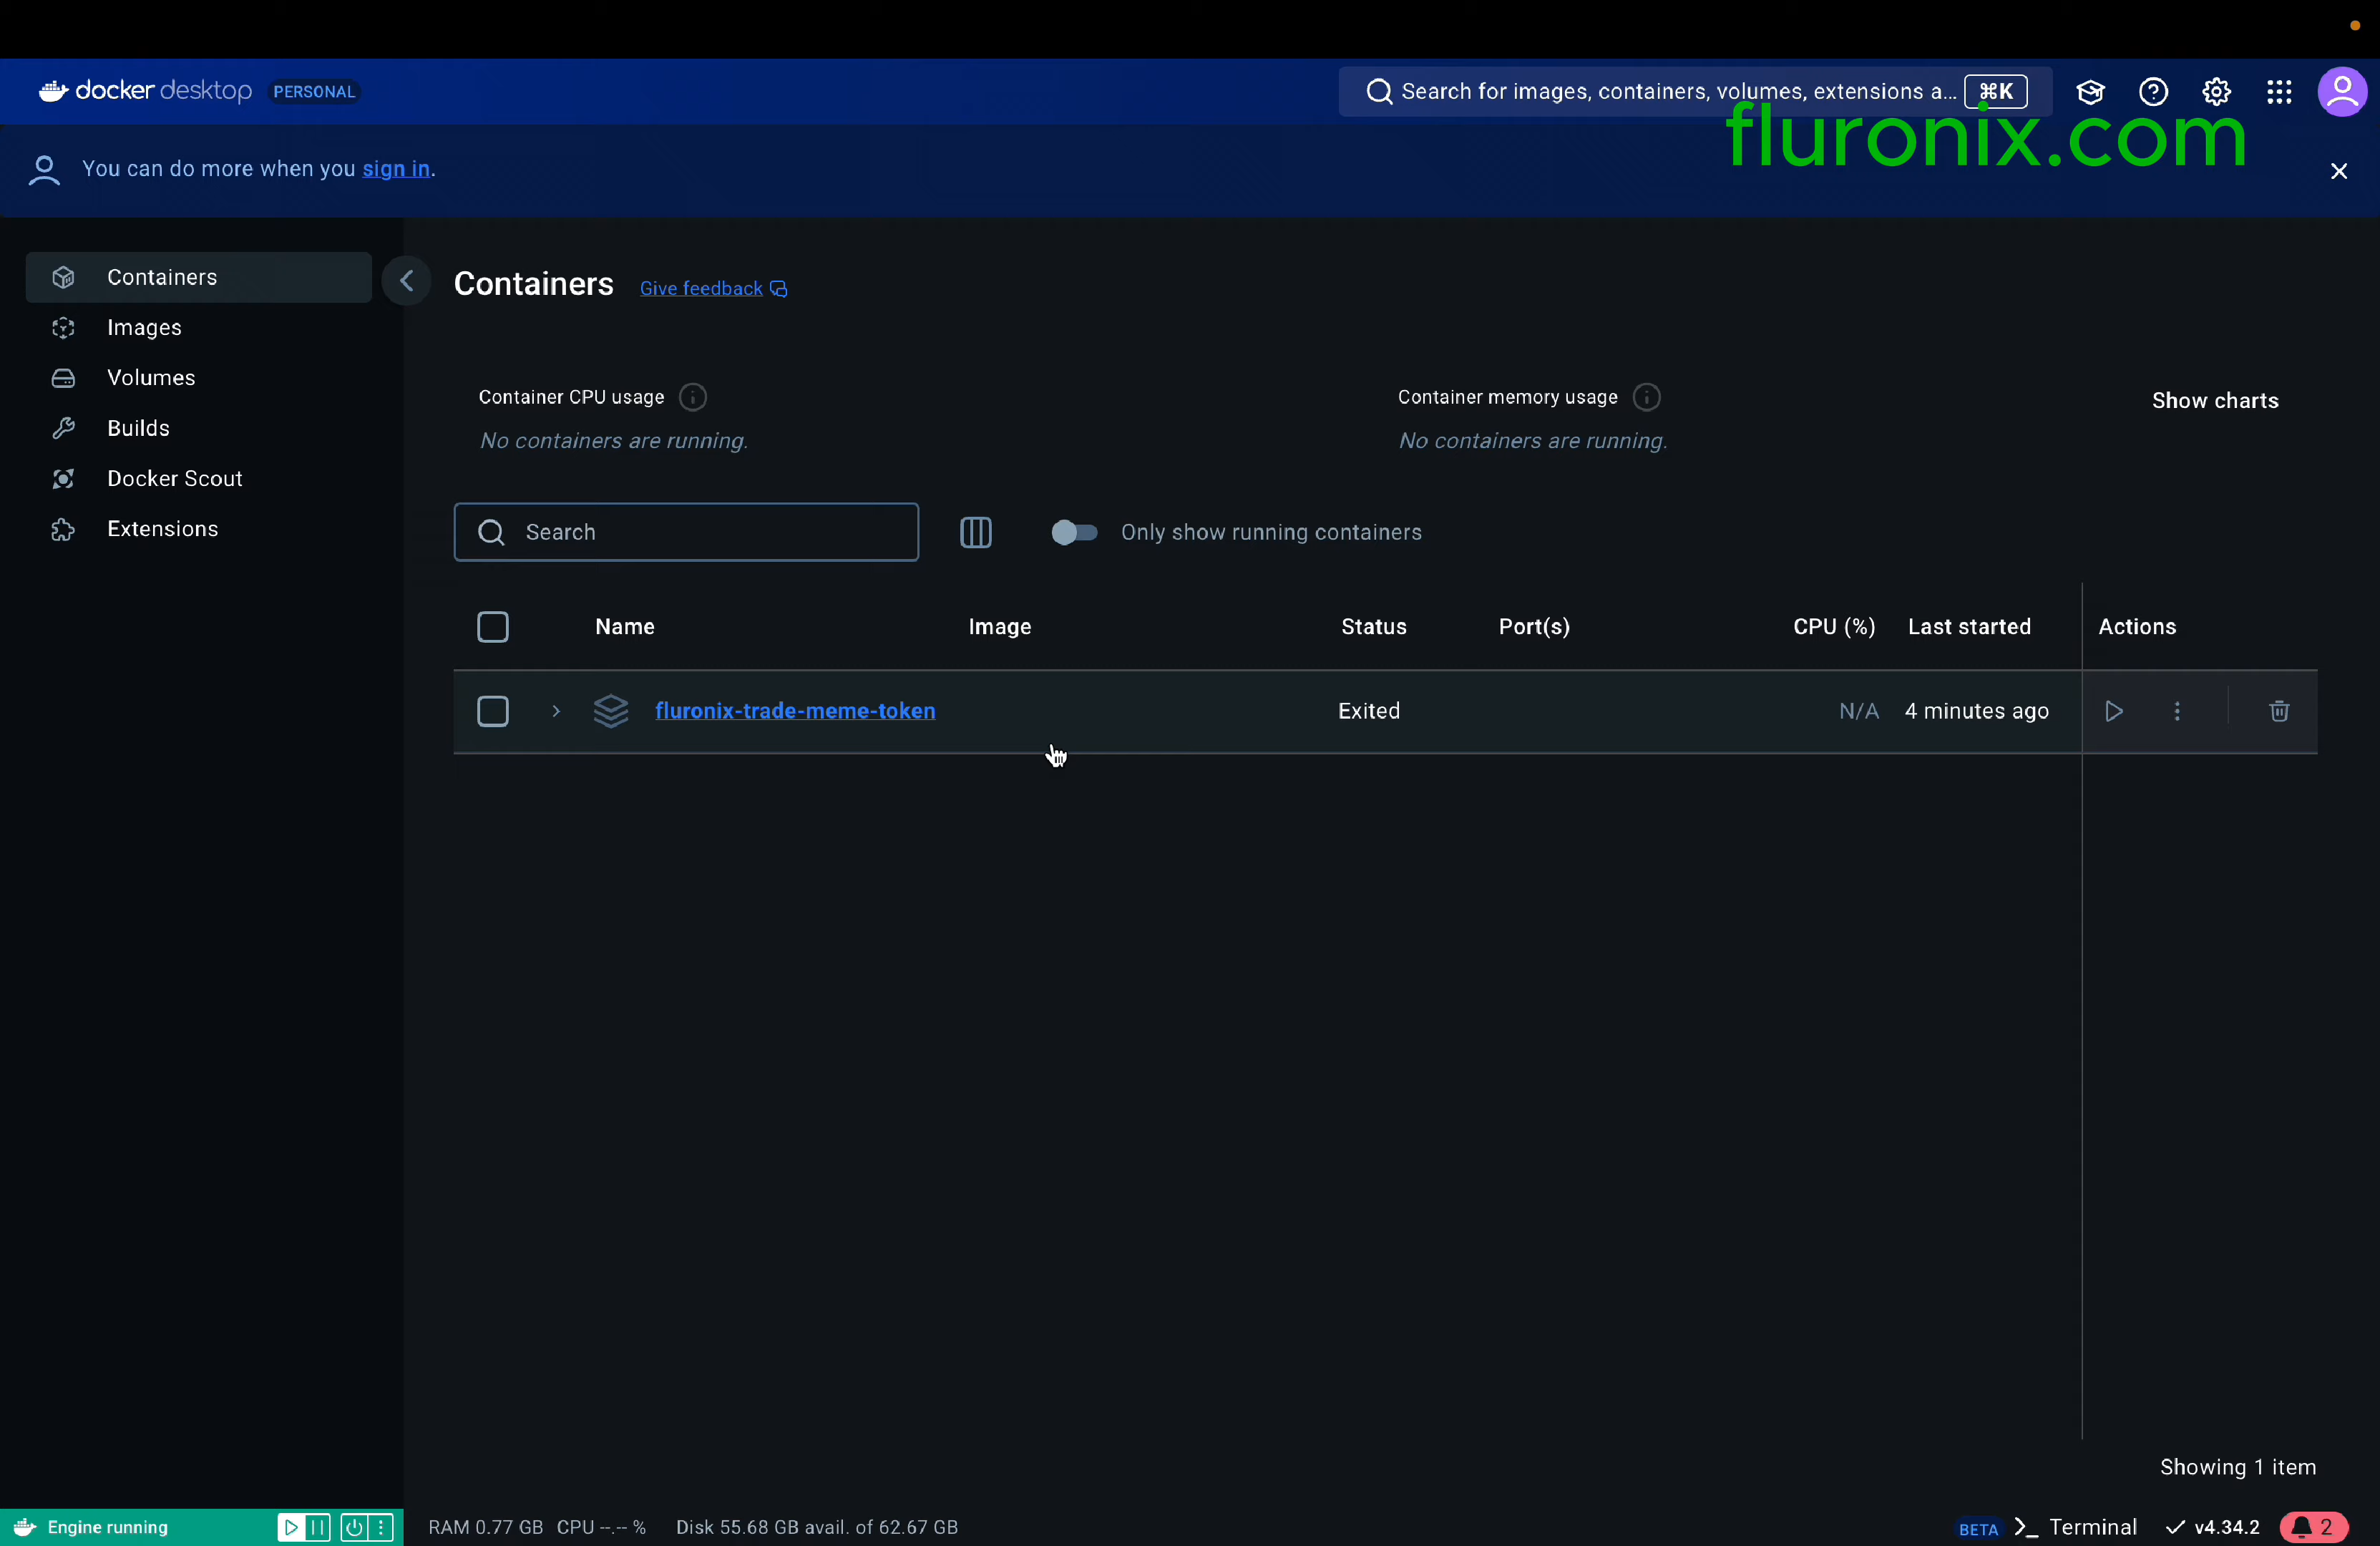 docker desktop PERSONAL
Search for images, containers, volumes, extensions a... ⌘K
fluronix.com
You can do more when you sign in.
Containers
Images
Volumes
Builds
Docker Scout
Extensions
Containers Give feedback
Container CPU usage
No containers are running.
Container memory usage
No containers are running.
Show charts
Search
Only show running containers
Name Image Status Port(s) CPU (%) Last started Actions
fluronix-trade-meme-token Exited N/A 4 minutes ago
Showing 1 item
Engine running RAM 0.77 GB CPU --.-- % Disk 55.68 GB avail. of 62.67 GB BETA >_ Terminal v4.34.2 2